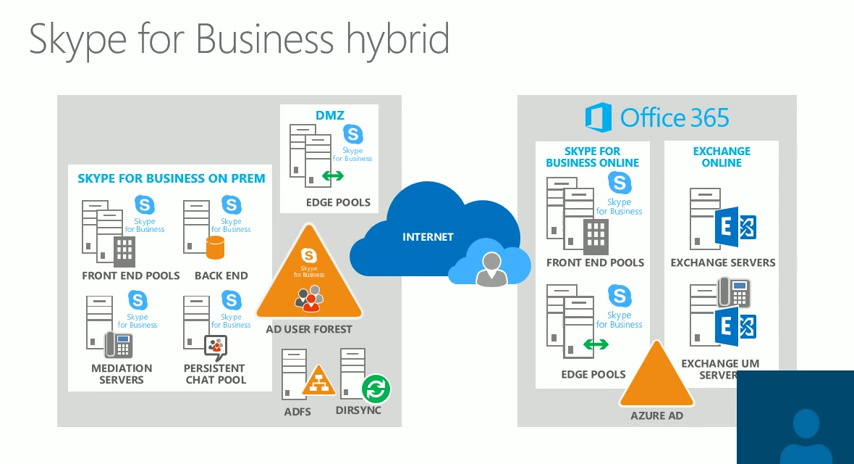 Skype for Business hybrid
DMZ
Skype
for Business
EDGE POOLS
SKYPE FOR BUSINESS ON PREM
Skype
for Business
FRONT END POOLS
Skype
for Business
BACK END
Skype
for Business
MEDIATION
SERVERS
Skype
for Business
PERSISTENT
CHAT POOL
Skype
for Business
AD USER FOREST
ADFS
DIRSYNC
INTERNET
Office 365
SKYPE FOR
BUSINESS ONLINE
Skype
for Business
FRONT END POOLS
Skype
for Business
EDGE POOLS
EXCHANGE
ONLINE
E
EXCHANGE SERVERS
E
EXCHANGE UM
AZURE AD